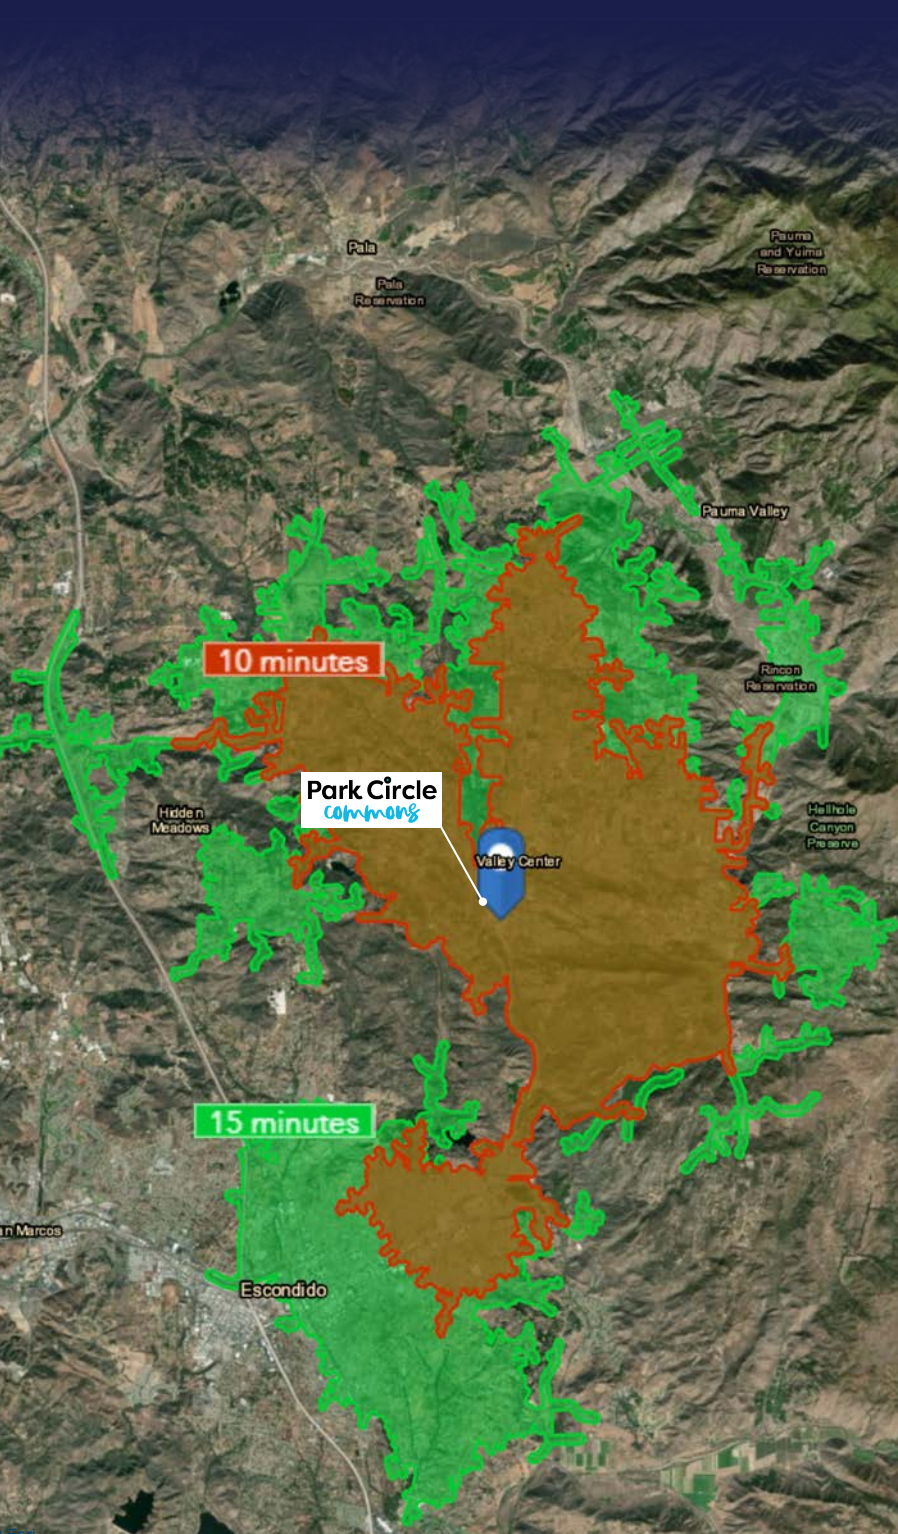 Pala
Pala
Reservation
Pauma
and Yuima
Reservation
Pauma Valley
10 minutes
Rincon
Reservation
Park Circle
commons
Hidden
Meadows
Hellhole
Canyon
Preserve
Valley Center
15 minutes
an Marcos
Escondido